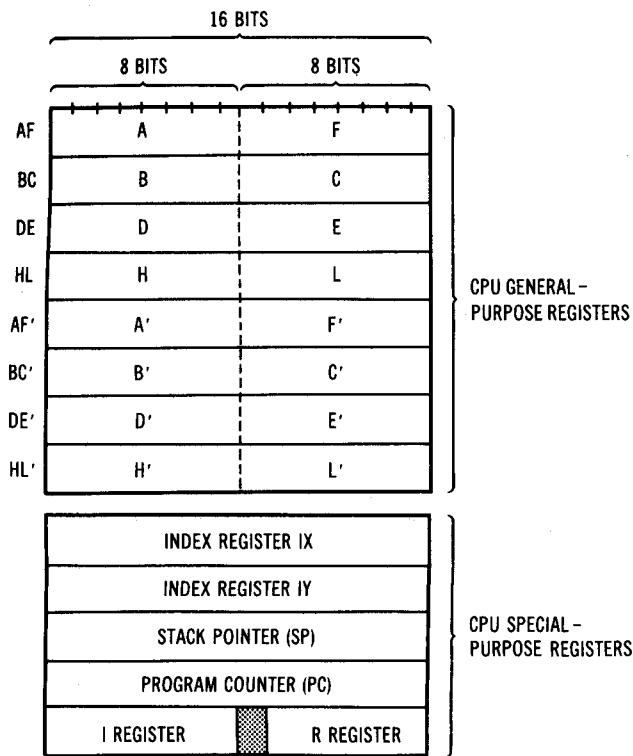 16 BITS
8 BITS 8 BITS
AF A F
BC B C
DE D E
HL H L
CPU GENERAL-
PURPOSE REGISTERS
AF' A' F'
BC' B' C'
DE' D' E'
HL' H' L'
INDEX REGISTER IX
INDEX REGISTER IY
STACK POINTER (SP)
CPU SPECIAL-
PURPOSE REGISTERS
PROGRAM COUNTER (PC)
I REGISTER R REGISTER